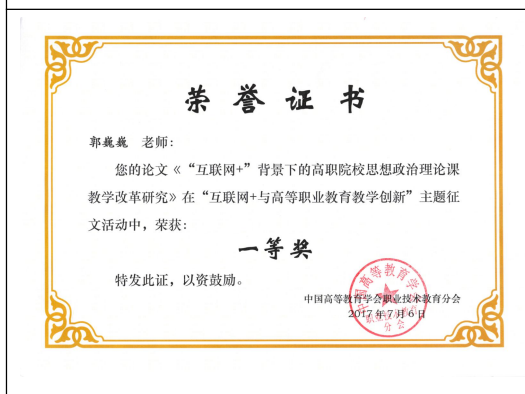 荣誉证书
郭巍巍 老师：
您的论文《“互联网+”背景下的高职院校思想政治理论课
教学改革研究》在“互联网+与高等职业教育教学创新”主题征
文活动中，荣获：
一等奖
特发此证，以资鼓励。
中国高等教育学会职业技术教育分会
2017年7月6日